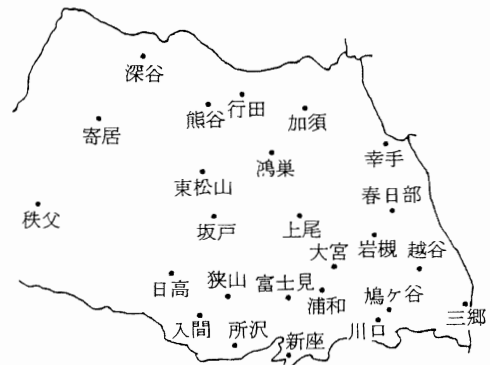 深谷
熊谷
行田
加須
寄居
鴻巣
幸手
東松山
春日部
秩父
坂戸
上尾
岩槻
大宮
越谷
日高
狭山
富士見
浦和
鳩ヶ谷
入間
所沢
新座
川口
三郷